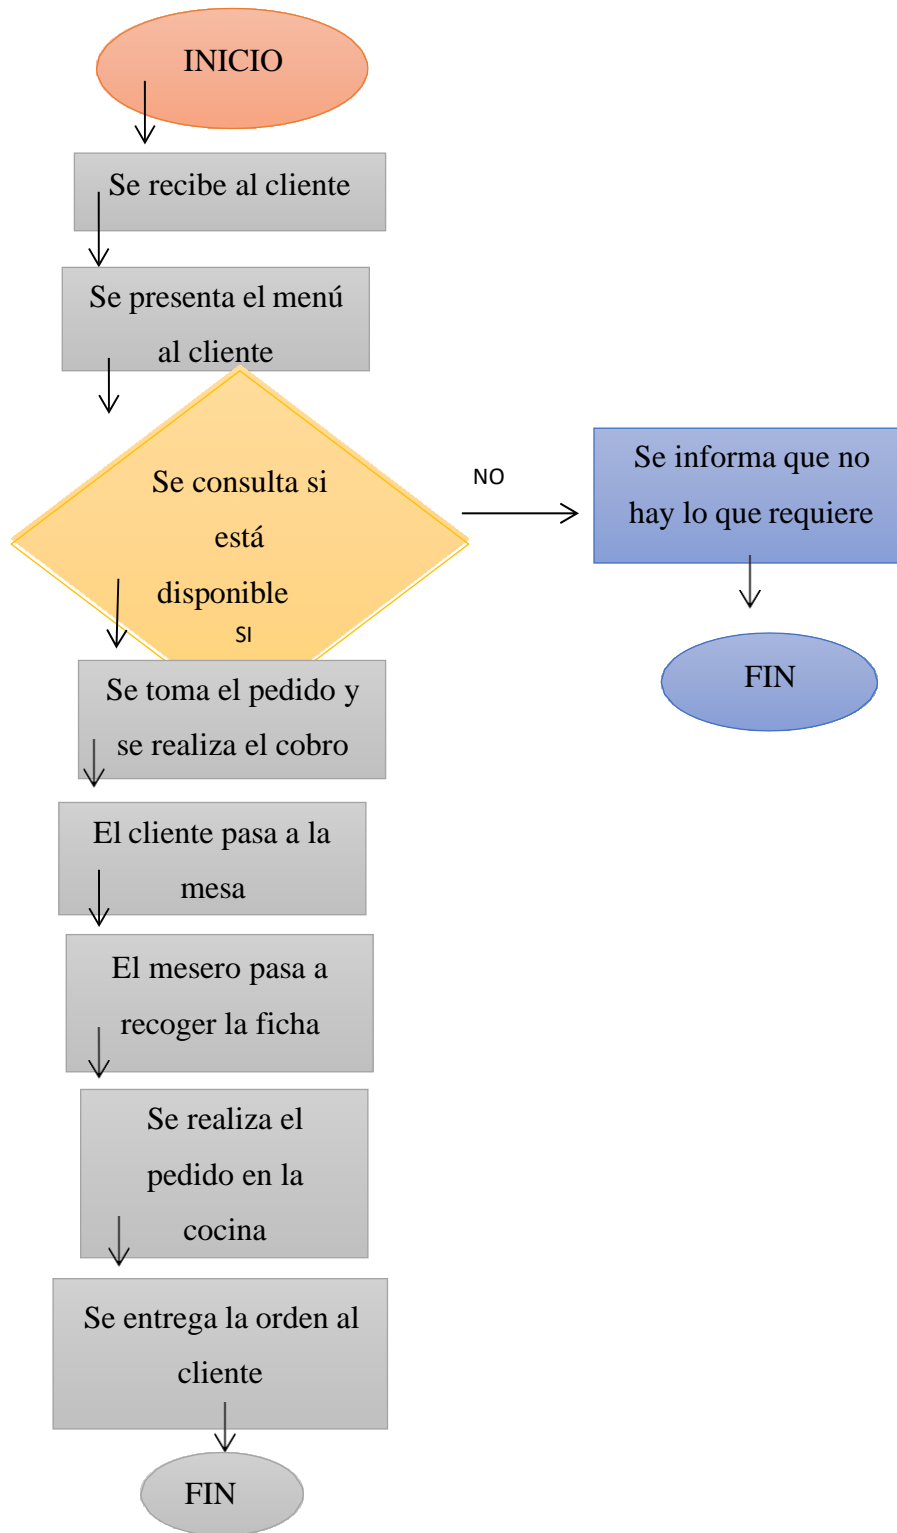 INICIO
Se recibe al cliente
Se presenta el menú
al cliente
Se consulta si
está
disponible
NO
Se informa que no
hay lo que requiere
FIN
SI
Se toma el pedido y
se realiza el cobro
El cliente pasa a la
mesa
El mesero pasa a
recoger la ficha
Se realiza el
pedido en la
cocina
Se entrega la orden al
cliente
FIN